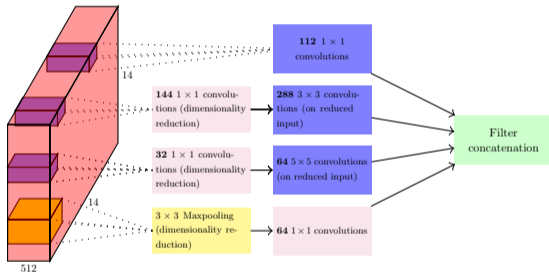 112 1 × 1
convolutions
14
144 1 × 1 convolu-
tions (dimensionality
reduction)
288 3 × 3 convolu-
tions (on reduced
input)
Filter
concatenation
32 1 × 1 convolu-
tions (dimensionality
reduction)
64 5×5 convolutions
(on reduced input)
14
3 × 3 Maxpooling
(dimensionality re-
duction)
64 1×1 convolutions
512